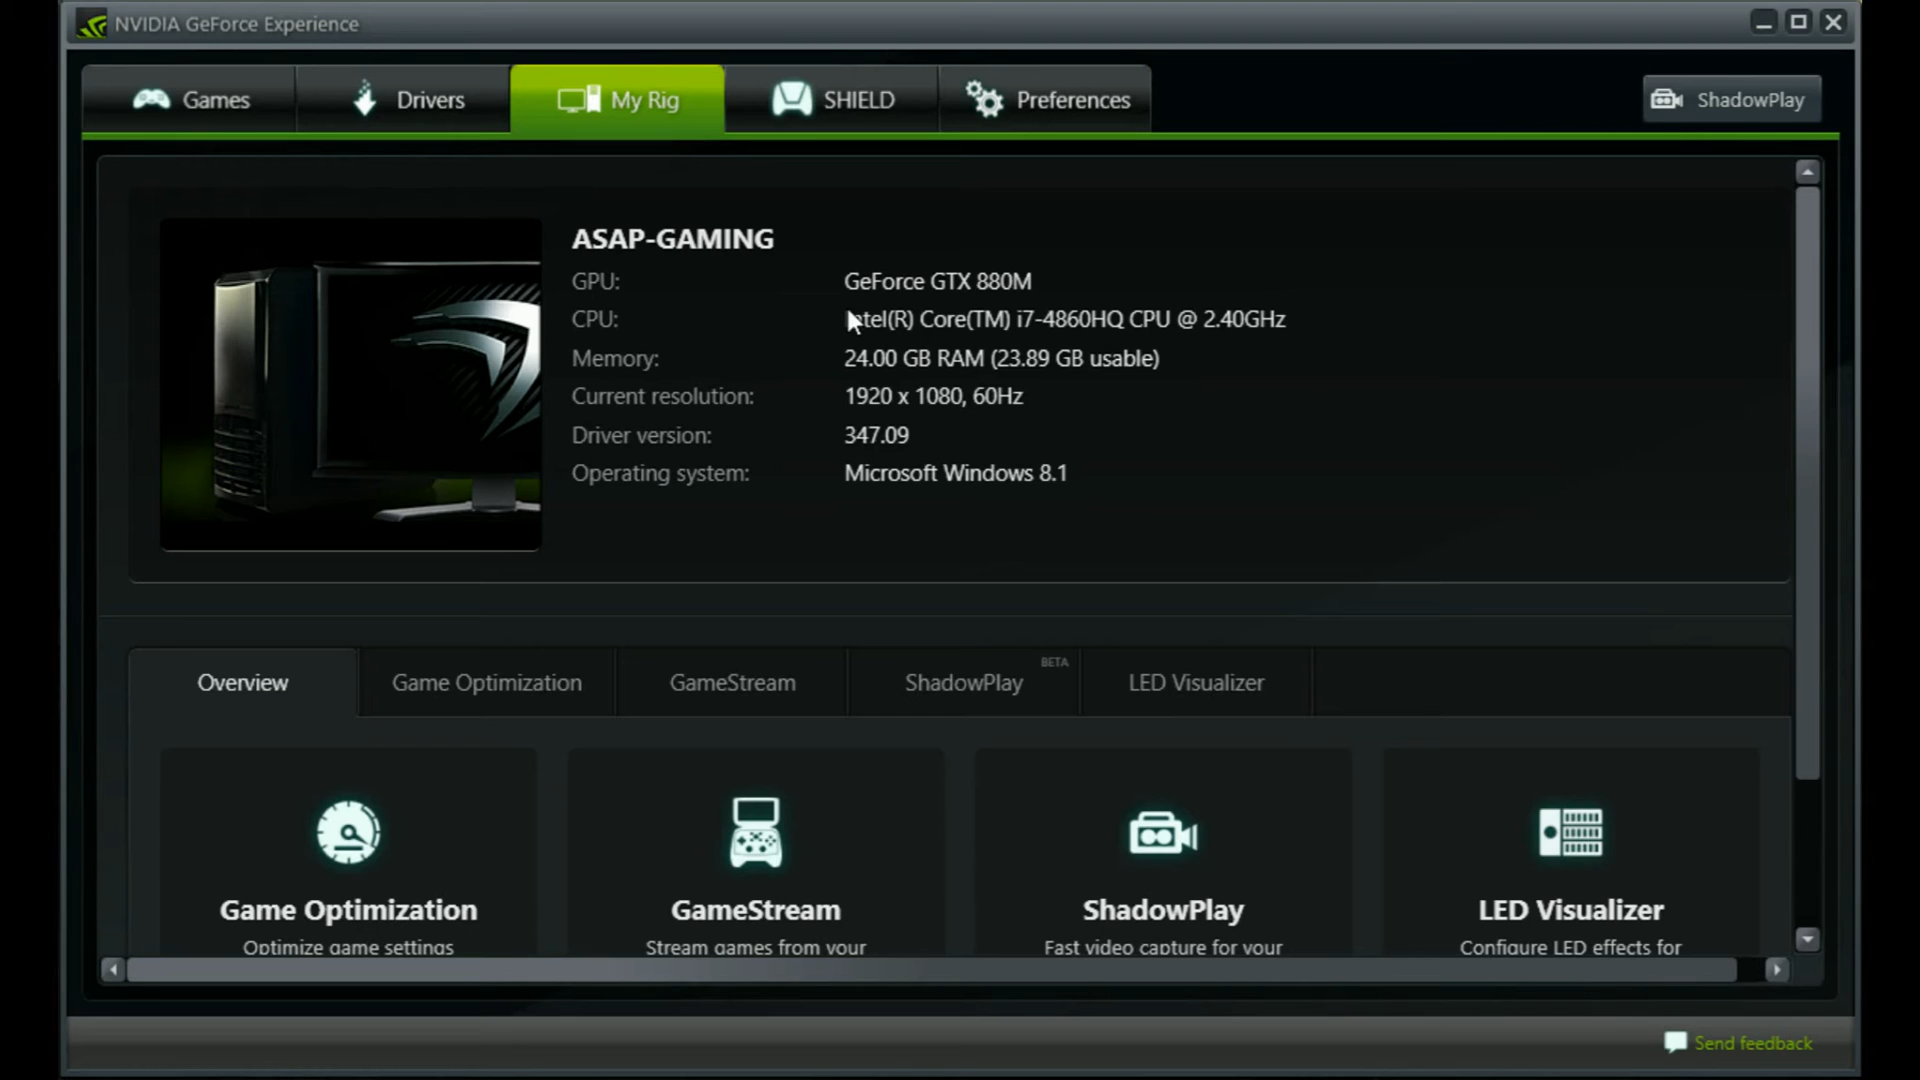 NVIDIA GeForce Experience
Games Drivers My Rig SHIELD Preferences ShadowPlay
ASAP-GAMING
GPU: GeForce GTX 880M
CPU: Intel(R) Core(TM) i7-4860HQ CPU @ 2.40GHz
Memory: 24.00 GB RAM (23.89 GB usable)
Current resolution: 1920 x 1080, 60Hz
Driver version: 347.09
Operating system: Microsoft Windows 8.1
Overview Game Optimization GameStream ShadowPlay BETA LED Visualizer
Game Optimization GameStream ShadowPlay LED Visualizer
Optimize game settings Stream games from your Fast video capture for your Configure LED effects for
Send feedback